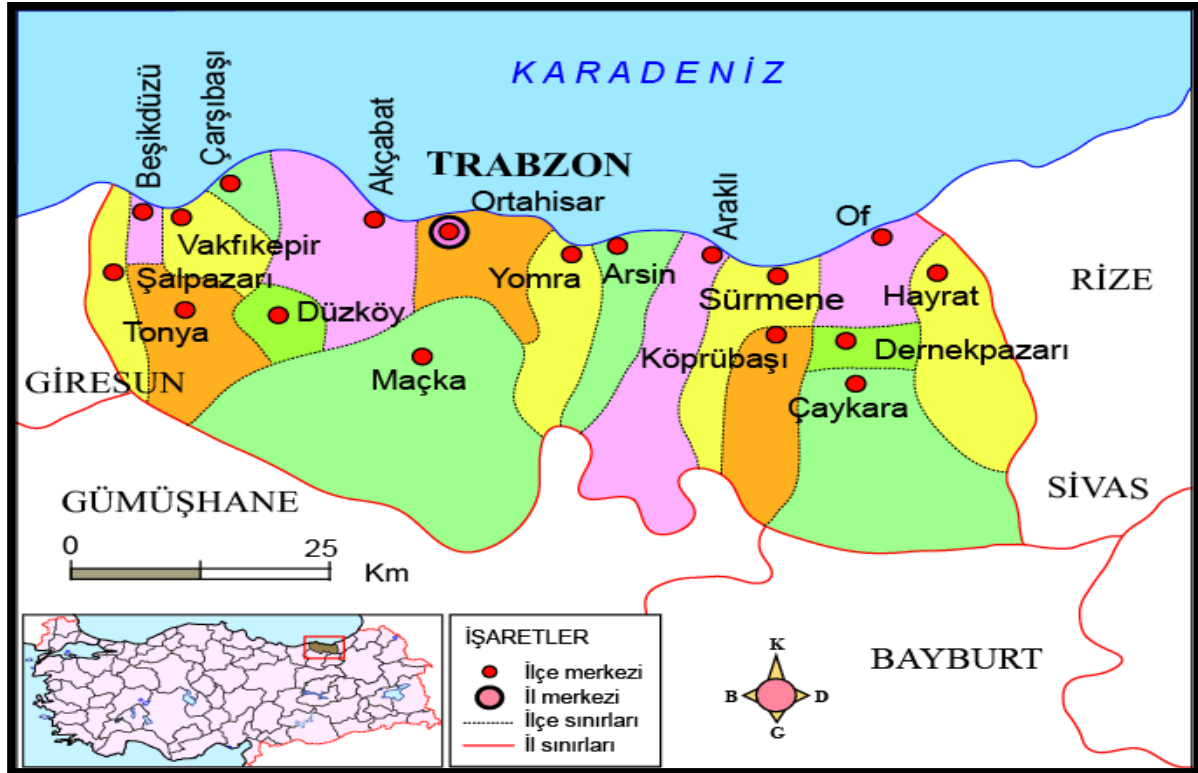 KARADENİZ
Beşikdüzü
Çarşıbaşı
Akçabat
TRABZON
Ortahisar
Araklı
Of
Vakfıkepir
Şalpazarı
Yomra
Arsin
Sürmene
Hayrat
RİZE
Tonya
Düzköy
Maçka
Köprübaşı
Dernekpazarı
Çaykara
GİRESUN
GÜMÜŞHANE
SİVAS
0 25
Km
BAYBURT
İŞARETLER
İlçe merkezi
İl merkezi
İlçe sınırları
İl sınırları
K
B D
G